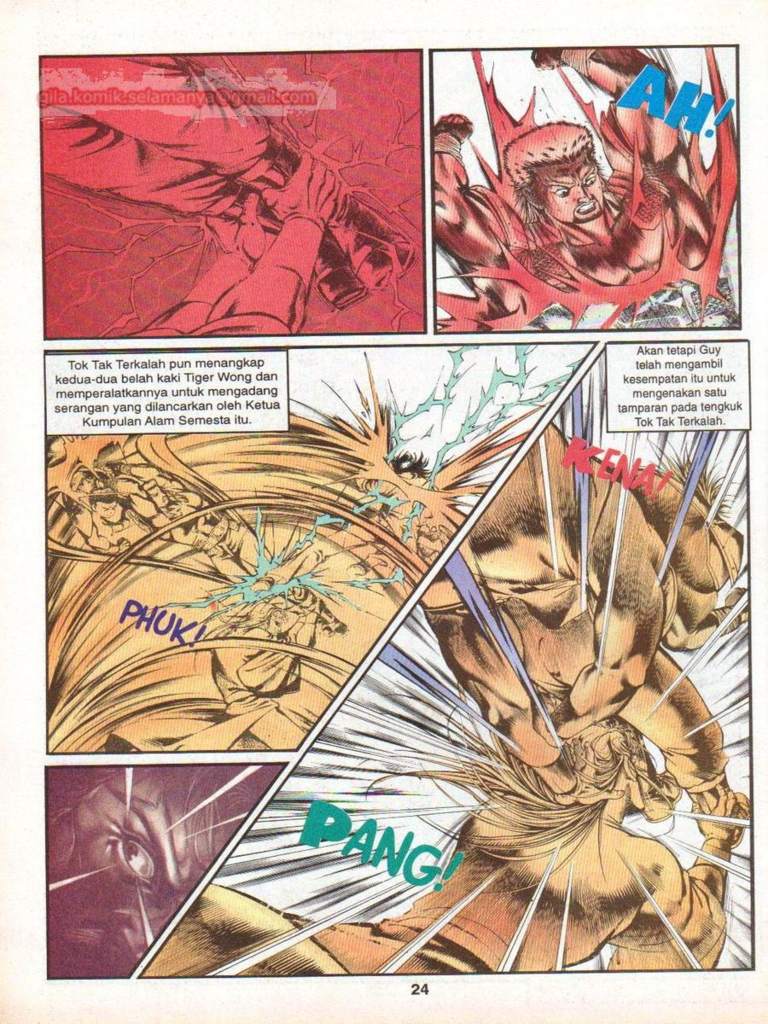 gila.komik.selamanya@gmail.com
AH!
Tok Tak Terkalah pun menangkap
kedua-dua belah kaki Tiger Wong dan
memperalatkannya untuk mengadang
serangan yang dilancarkan oleh Ketua
Kumpulan Alam Semesta itu.
Akan tetapi Guy
telah mengambil
kesempatan itu untuk
mengenakan satu
tamparan pada tengkuk
Tok Tak Terkalah.
KENA!
PHUK!
PANG!
24